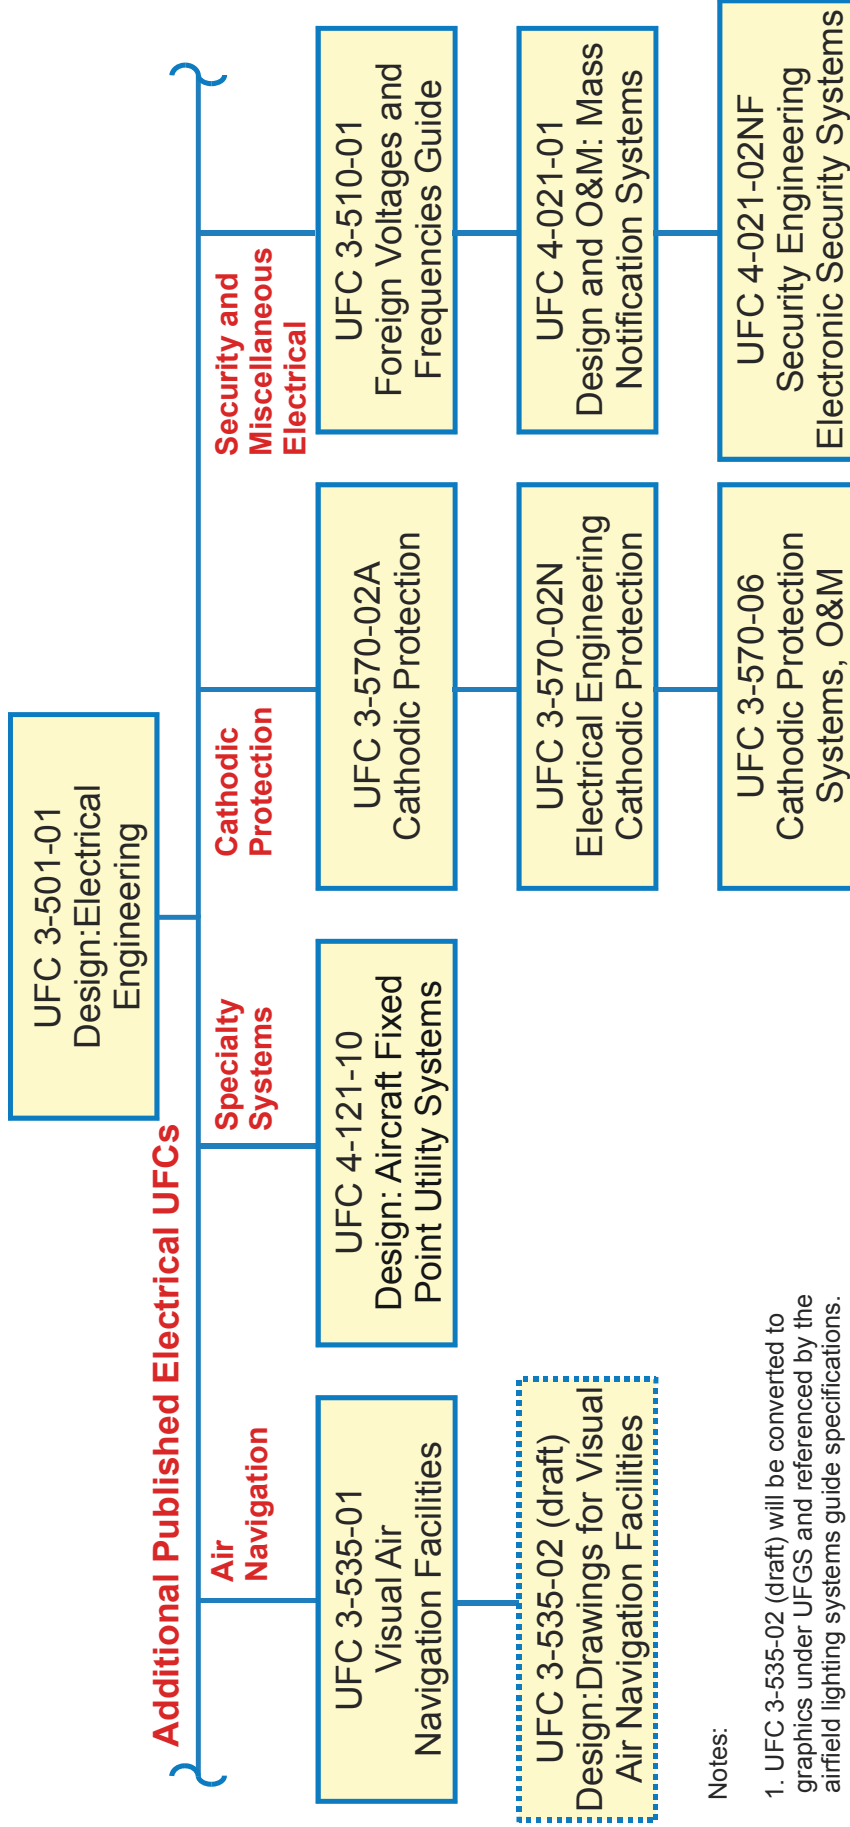 UFC 3-501-01
Design:Electrical
Engineering
Additional Published Electrical UFCs
Air
Navigation
UFC 3-535-01
Visual Air
Navigation Facilities
UFC 3-535-02 (draft)
Design:Drawings for Visual
Air Navigation Facilities
Specialty
Systems
UFC 4-121-10
Design: Aircraft Fixed
Point Utility Systems
Cathodic
Protection
UFC 3-570-02A
Cathodic Protection
UFC 3-570-02N
Electrical Engineering
Cathodic Protection
UFC 3-570-06
Cathodic Protection
Systems, O&M
Security and
Miscellaneous
Electrical
UFC 3-510-01
Foreign Voltages and
Frequencies Guide
UFC 4-021-01
Design and O&M: Mass
Notification Systems
UFC 4-021-02NF
Security Engineering
Electronic Security Systems
Notes:
1. UFC 3-535-02 (draft) will be converted to
graphics under UFGS and referenced by the
airfield lighting systems guide specifications.